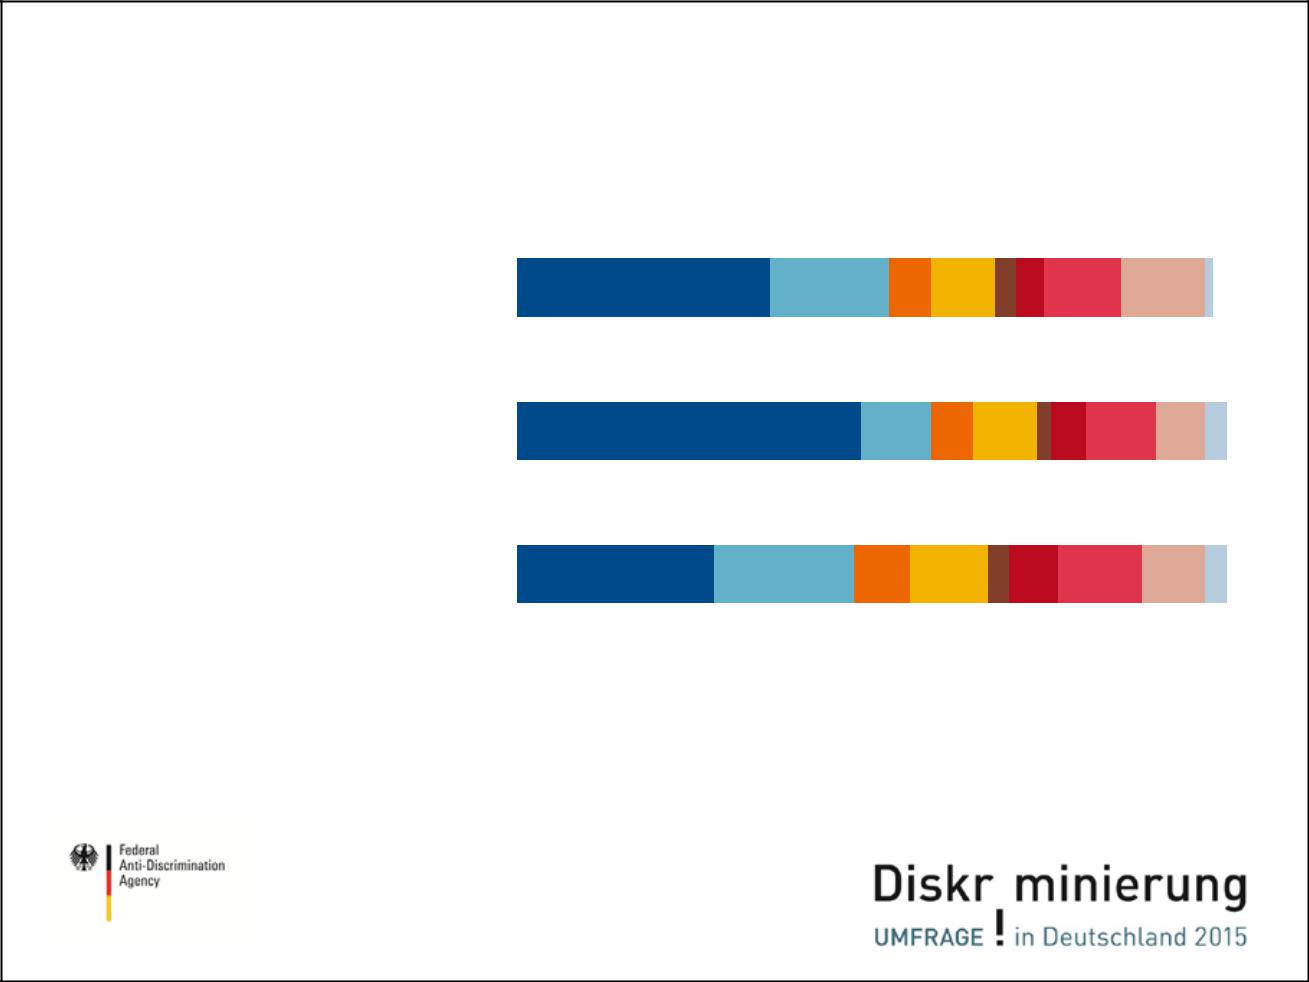 Federal
Anti-Discrimination
Agency
Diskr!minierung
UMFRAGE in Deutschland 2015